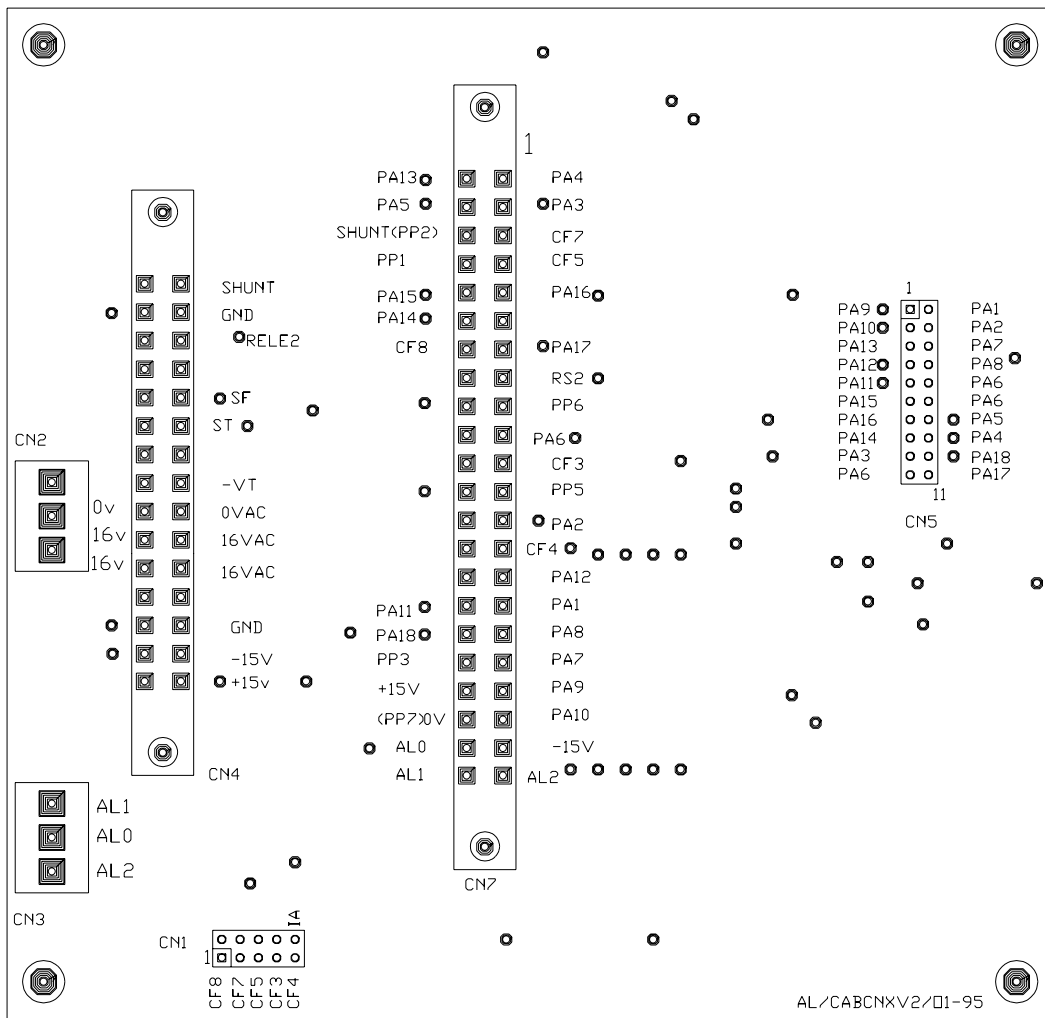 1
PA13 PA4
PA5 PA3
SHUNT(PP2) CF7
PP1 CF5
SHUNT
PA15 PA16
GND
PA14
RELE2
CF8 PA17
RS2
SF
PP6
ST
PA6
CF3
-VT
PP5
0VAC
PA2
16VAC
CF4
16VAC
PA12
PA11 PA1
GND
PA18 PA8
-15V
PP3 PA7
+15v
+15V PA9
(PP7)0V PA10
AL0 -15V
AL1 AL2
CN4
CN7
CN2
0v
16v
16v
AL1
AL0
AL2
CN3
1
PA9 PA1
PA10 PA2
PA13 PA7
PA12 PA8
PA11 PA6
PA15 PA6
PA16 PA5
PA14 PA4
PA3 PA18
PA6 PA17
11
CN5
IA
CN1
1
CF8
CF7
CF5
CF3
CF4
AL/CABCNXV2/01-95